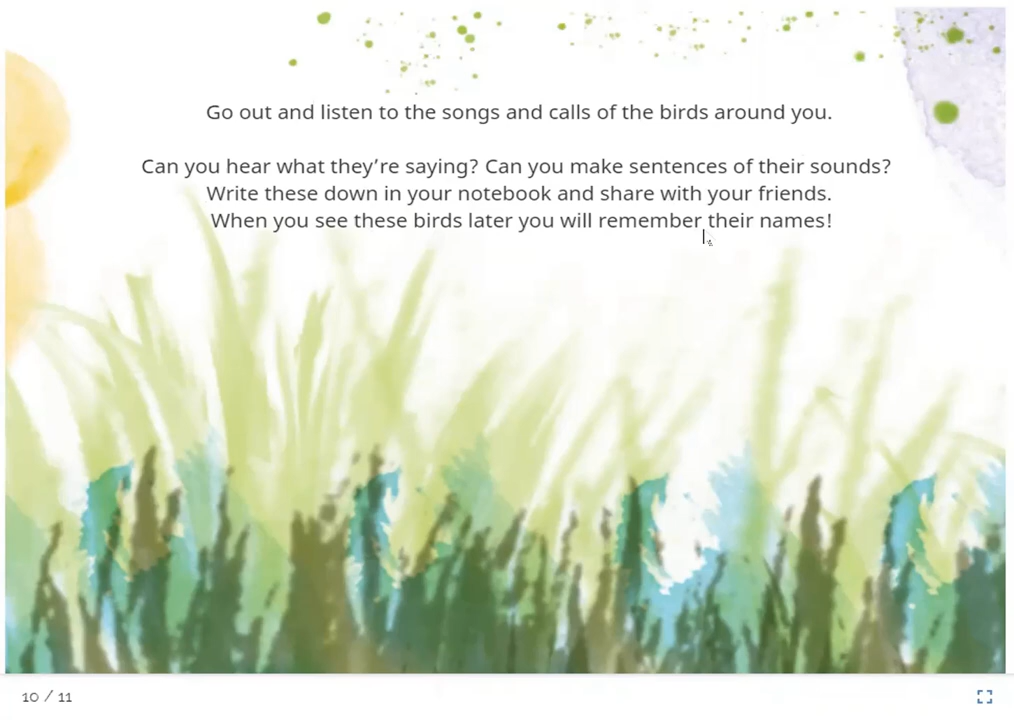 Go out and listen to the songs and calls of the birds around you.
Can you hear what they’re saying? Can you make sentences of their sounds?
Write these down in your notebook and share with your friends.
When you see these birds later you will remember their names!
10 / 11